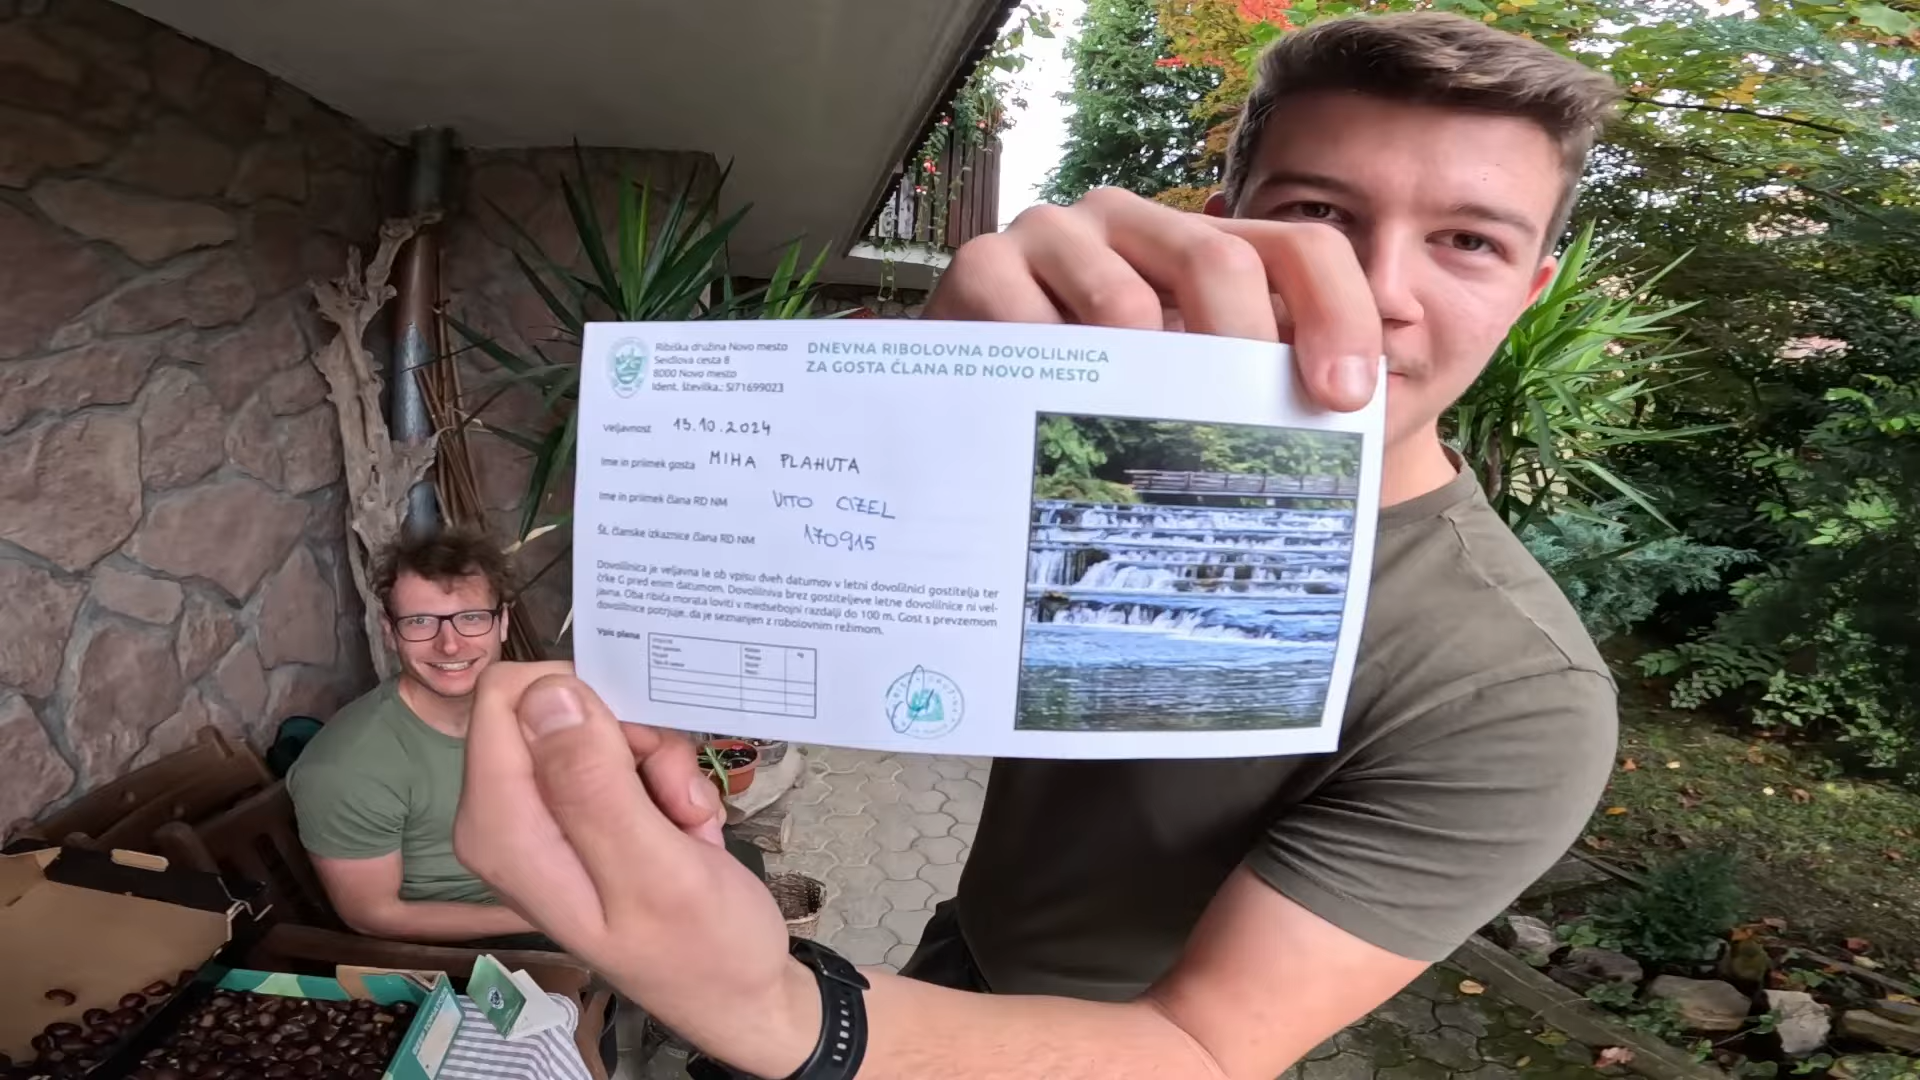 Ribiška družina Novo mesto
Seidlova cesta 8
8000 Novo mesto
Ident. številka.: SI71699023
DNEVNA RIBOLOVNA DOVOLILNICA
ZA GOSTA ČLANA RD NOVO MESTO
Veljavnost 13.10.2024
Ime in priimek gosta MIHA PLAHUTA
Ime in priimek člana RD NM VITO CIZEL
Št. članske izkaznice člana RD NM 170915
Dovolilnica je veljavna le ob vpisu dveh datumov v letni dovolilnici gostitelja ter
črke G pred enim datumom. Dovolilniva brez gostiteljeve letne dovolilnice ni vel-
javna. Oba ribiča morata loviti v medsebojni razdalji do 100 m. Gost s prevzemom
dovolilnice potrjuje, da je seznanjen z robolovnim režimom.
Vpis plena